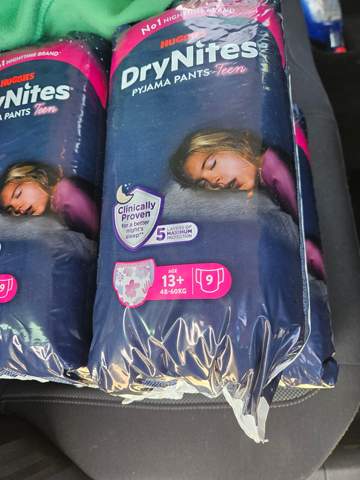 No1 NIGHTTIME BRAND*
HUGGIES
DryNites
PYJAMA PANTS Teen
Clinically
Proven
for a better
night's
sleep**
5 LAYERS OF
MAXIMUM
PROTECTION
AGE
13+
48-60KG
9
NIGHTTIME BRAND*
HUGGIES
yNites
MA PANTS Teen
9